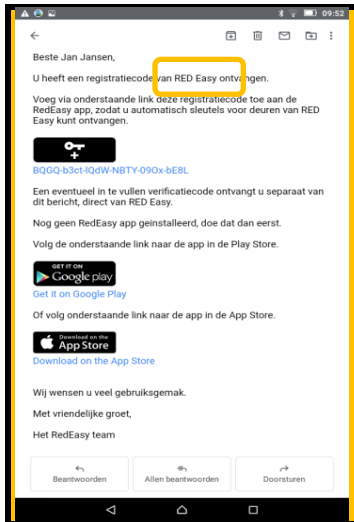 09:52
Beste Jan Jansen,
U heeft een registratiecode van RED Easy ontvangen.
Voeg via onderstaande link deze registratiecode toe aan de
RedEasy app, zodat u automatisch sleutels voor deuren van RED
Easy kunt ontvangen.
BQGQ-b3ct-lQdW-NBTY-09Ox-bE8L
Een eventueel in te vullen verificatiecode ontvangt u separaat van
dit bericht, direct van RED Easy.
Nog geen RedEasy app geinstalleerd, doe dat dan eerst.
Volg de onderstaande link naar de app in de Play Store.
GET IT ON
Google play
Get it on Google Play
Of volg onderstaande link naar de app in de App Store.
Download on the
App Store
Download on the App Store
Wij wensen u veel gebruiksgemak.
Met vriendelijke groet,
Het RedEasy team
Beantwoorden Allen beantwoorden Doorsturen